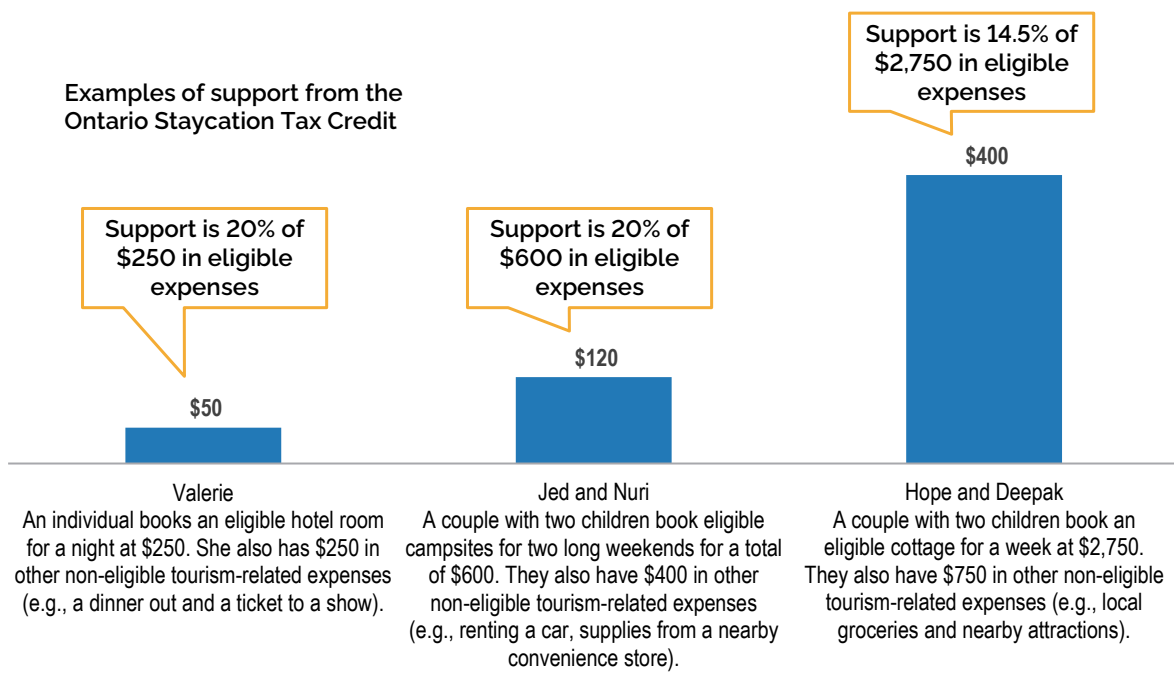 Examples of support from the
Ontario Staycation Tax Credit
Support is 20% of
$250 in eligible
expenses
$50
Support is 20% of
$600 in eligible
expenses
$120
Support is 14.5% of
$2,750 in eligible
expenses
$400
Valerie
An individual books an eligible hotel room
for a night at $250. She also has $250 in
other non-eligible tourism-related expenses
(e.g., a dinner out and a ticket to a show).
Jed and Nuri
A couple with two children book eligible
campsites for two long weekends for a total
of $600. They also have $400 in other
non-eligible tourism-related expenses
(e.g., renting a car, supplies from a nearby
convenience store).
Hope and Deepak
A couple with two children book an
eligible cottage for a week at $2,750.
They also have $750 in other non-eligible
tourism-related expenses (e.g., local
groceries and nearby attractions).